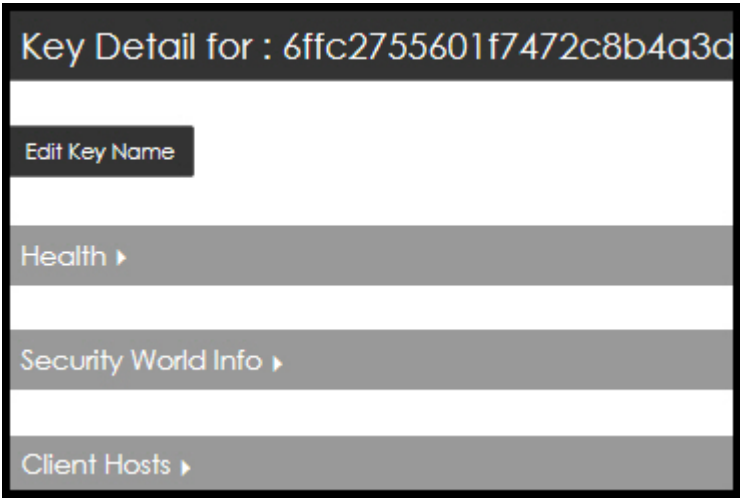 Key Detail for : 6ffc2755601f7472c8b4a3d
Edit Key Name
Health
Security World Info
Client Hosts